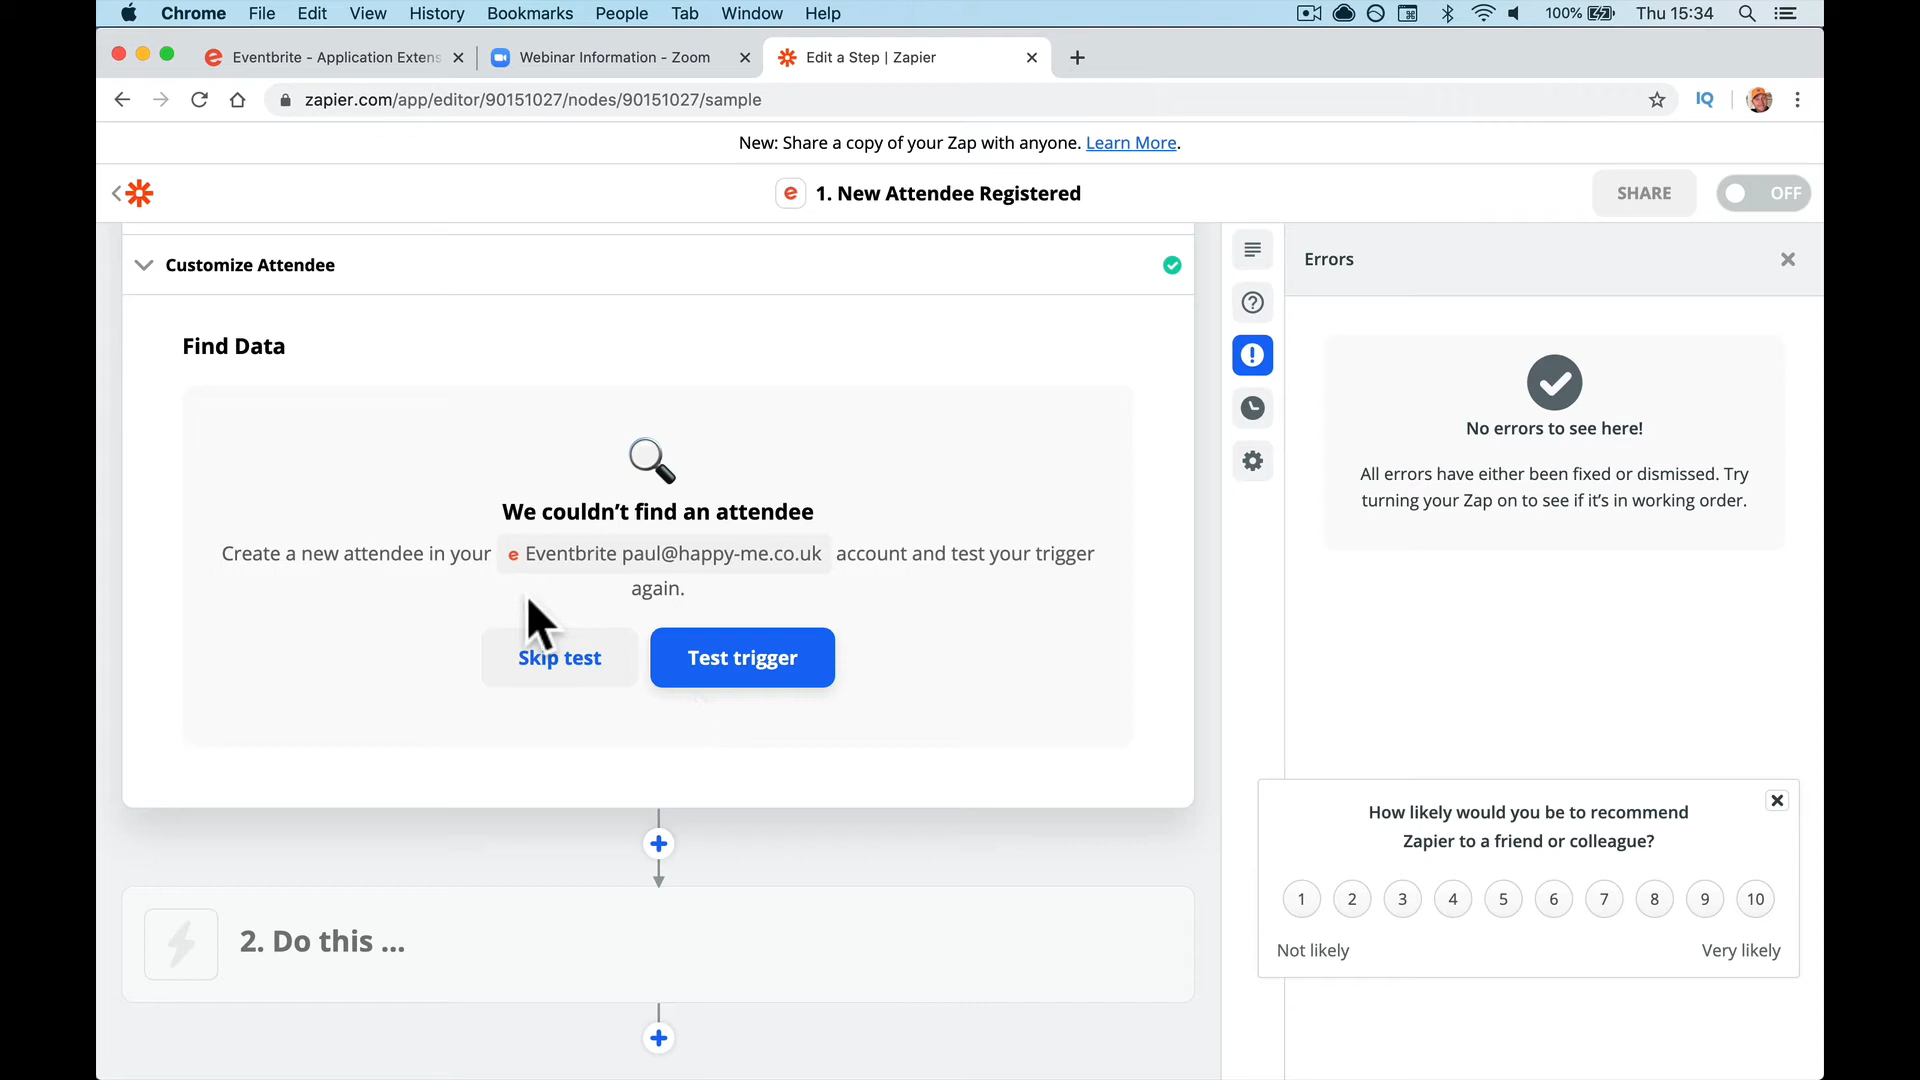 Chrome File Edit View History Bookmarks People Tab Window Help 100% Thu 15:34
Eventbrite - Application Extens Webinar Information - Zoom Edit a Step | Zapier
zapier.com/app/editor/90151027/nodes/90151027/sample IQ
New: Share a copy of your Zap with anyone. Learn More.
1. New Attendee Registered SHARE OFF
Customize Attendee
Find Data
We couldn't find an attendee
Create a new attendee in your e Eventbrite paul@happy-me.co.uk account and test your trigger
again.
Skip test Test trigger
2. Do this ...
Errors
No errors to see here!
All errors have either been fixed or dismissed. Try
turning your Zap on to see if it's in working order.
How likely would you be to recommend
Zapier to a friend or colleague?
1 2 3 4 5 6 7 8 9 10
Not likely Very likely